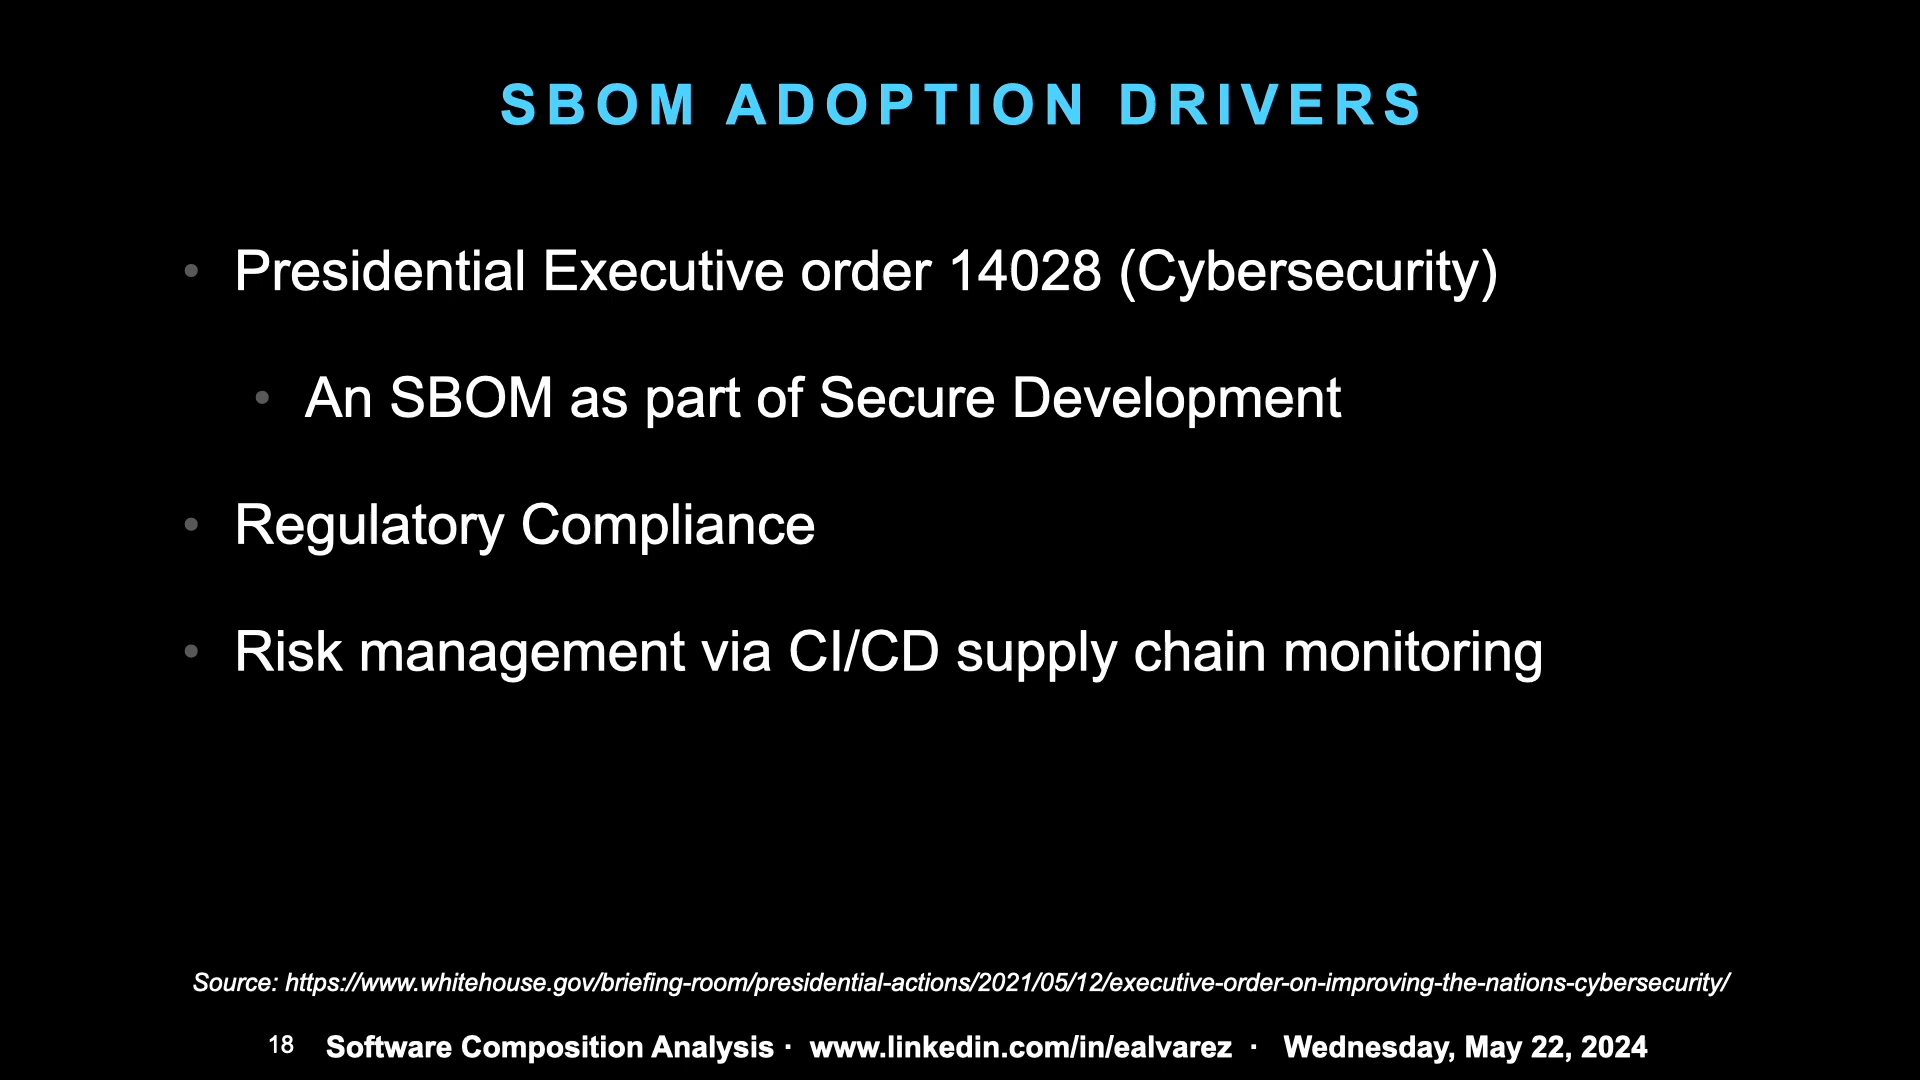 SBOM ADOPTION DRIVERS
• Presidential Executive order 14028 (Cybersecurity)
• An SBOM as part of Secure Development
• Regulatory Compliance
• Risk management via CI/CD supply chain monitoring
Source: https://www.whitehouse.gov/briefing-room/presidential-actions/2021/05/12/executive-order-on-improving-the-nations-cybersecurity/
18 Software Composition Analysis · www.linkedin.com/in/ealvarez · Wednesday, May 22, 2024